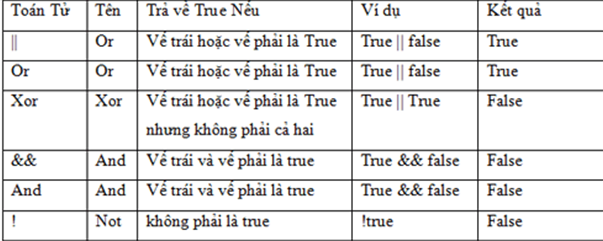 Toán Tử Tên Trả về True Nếu Ví dụ Kết quả
|| Or Vế trái hoặc vế phải là True True || false True
Or Or Vế trái hoặc vế phải là True True || false True
Xor Xor Vế trái hoặc vế phải là True True || True False
nhưng không phải cả hai
&& And Vế trái và vế phải là true True && false False
And And Vế trái và vế phải là true True && false False
! Not không phải là true !true False